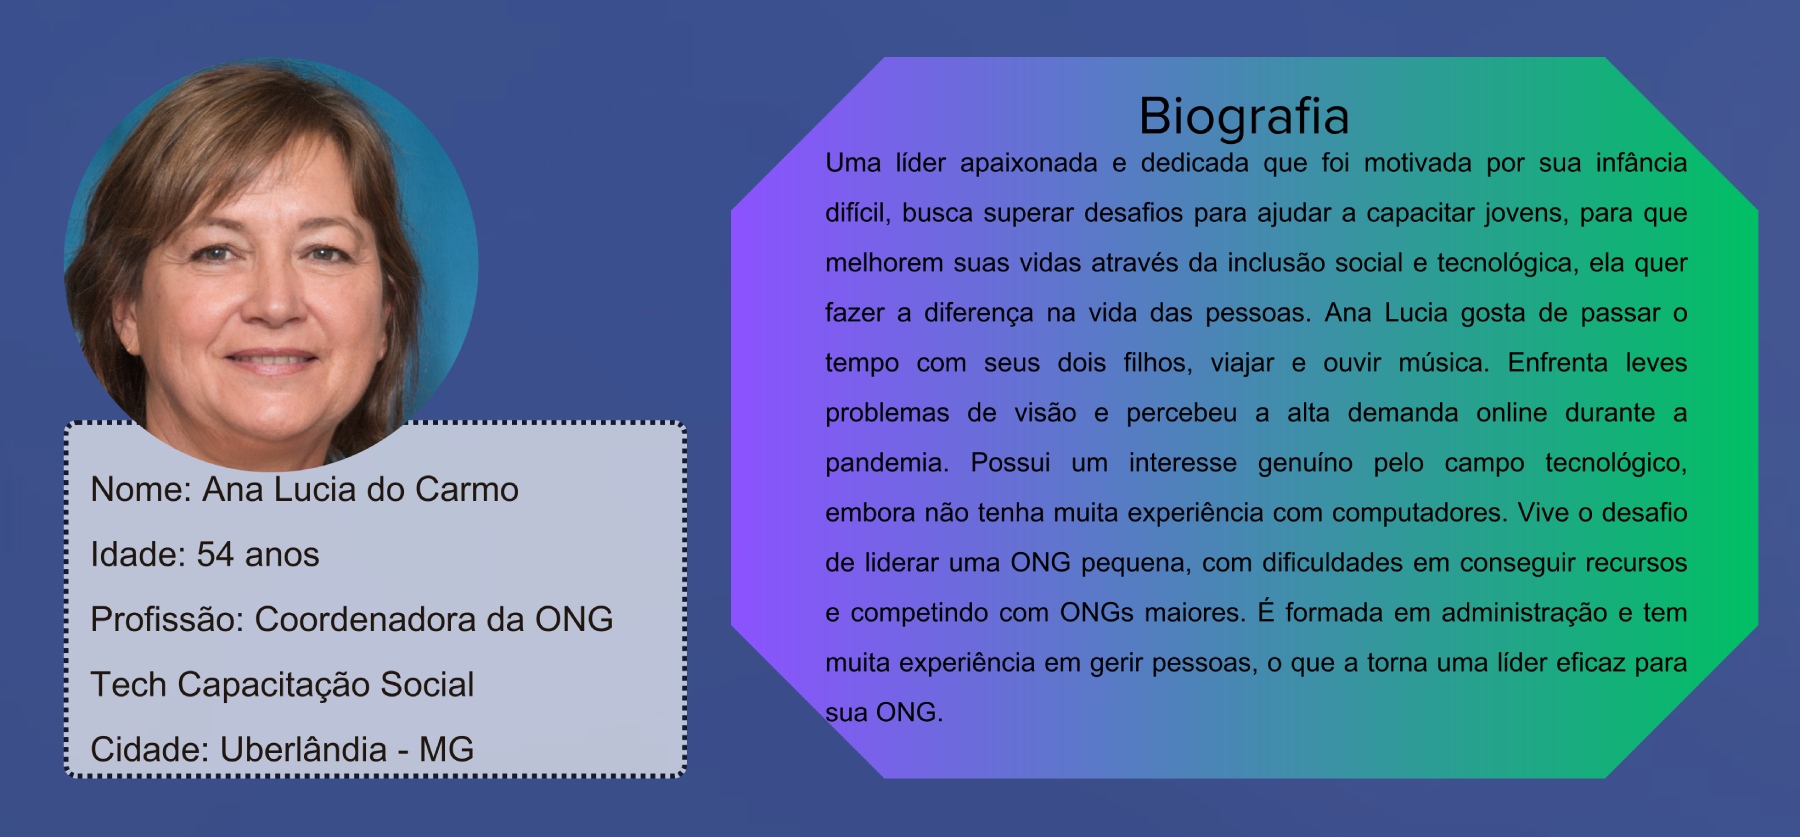 Nome: Ana Lucia do Carmo
Idade: 54 anos
Profissão: Coordenadora da ONG
Tech Capacitação Social
Cidade: Uberlândia - MG
Biografia
Uma líder apaixonada e dedicada que foi motivada por sua infância
difícil, busca superar desafios para ajudar a capacitar jovens, para que
melhorem suas vidas através da inclusão social e tecnológica, ela quer
fazer a diferença na vida das pessoas. Ana Lucia gosta de passar o
tempo com seus dois filhos, viajar e ouvir música. Enfrenta leves
problemas de visão e percebeu a alta demanda online durante a
pandemia. Possui um interesse genuíno pelo campo tecnológico,
embora não tenha muita experiência com computadores. Vive o desafio
de liderar uma ONG pequena, com dificuldades em conseguir recursos
e competindo com ONGs maiores. É formada em administração e tem
muita experiência em gerir pessoas, o que a torna uma líder eficaz para
sua ONG.